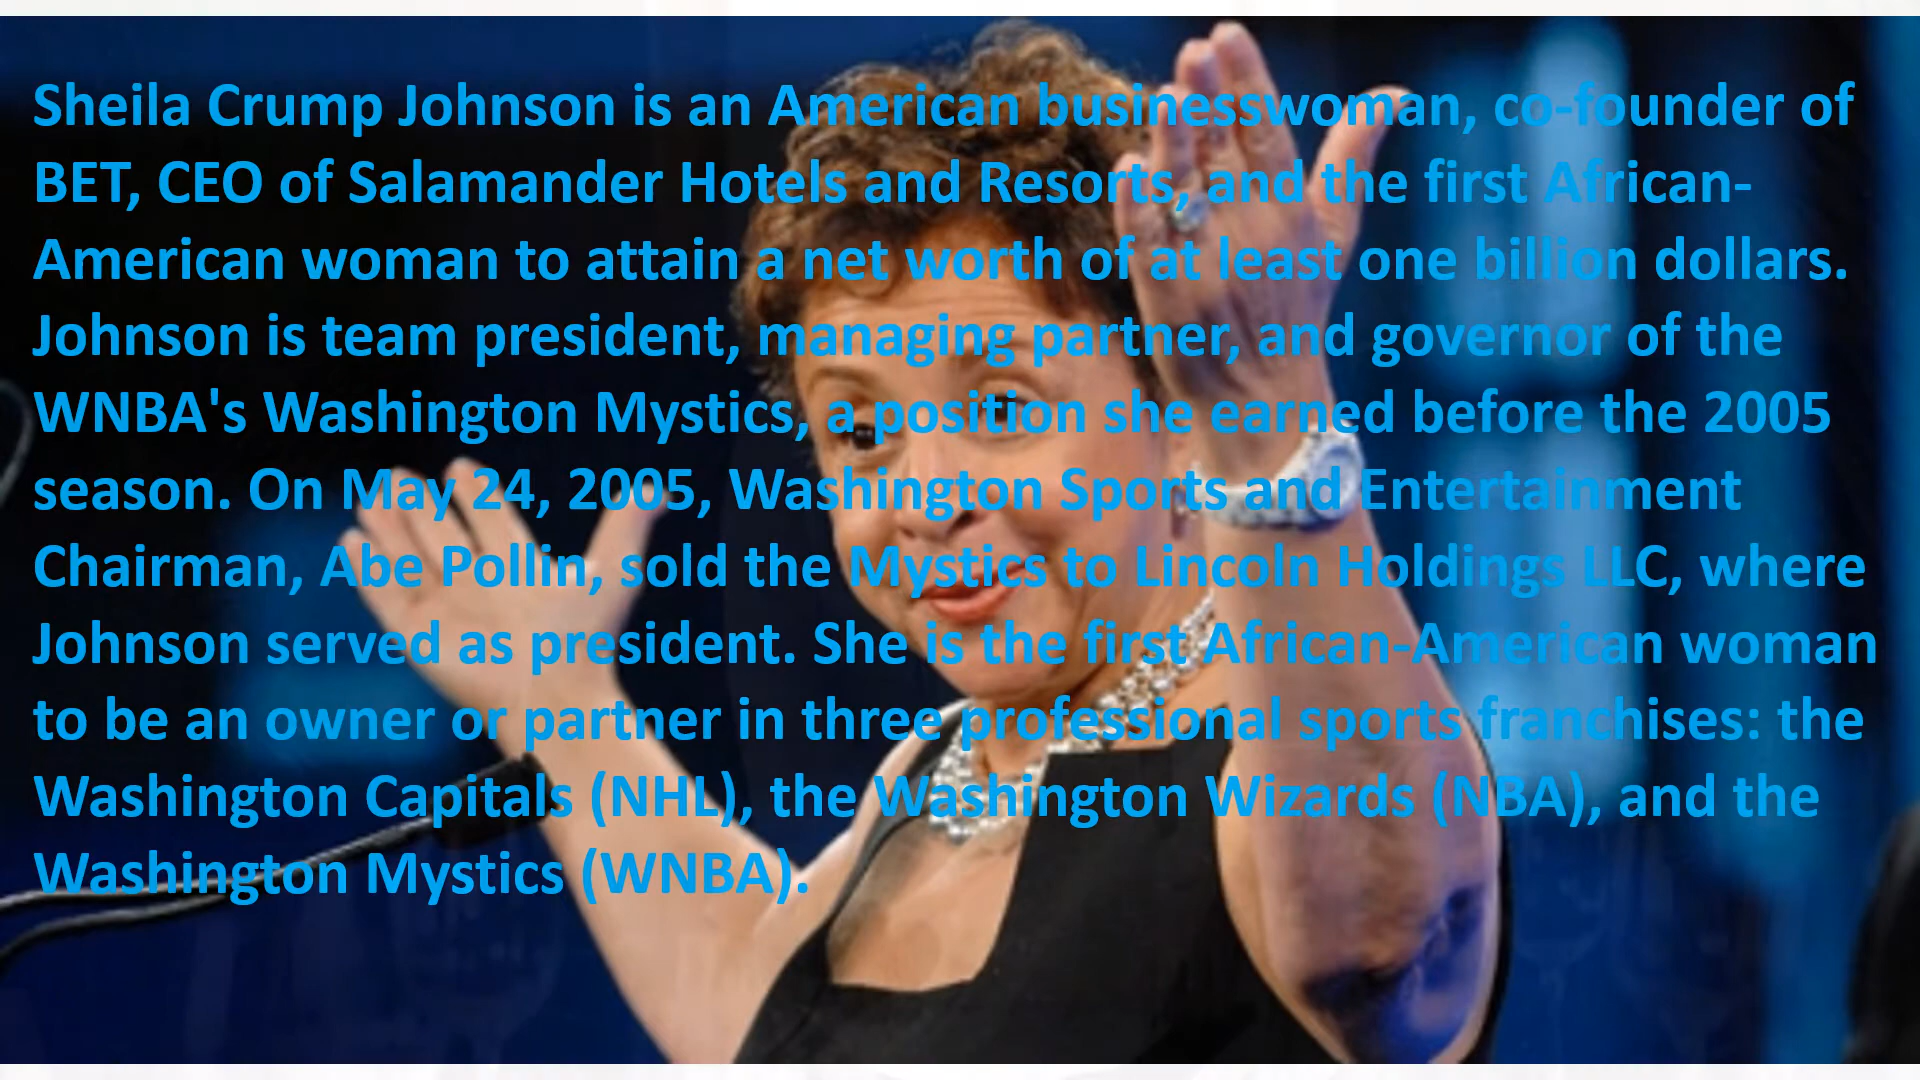 Sheila Crump Johnson is an American businesswoman, co-founder of
BET, CEO of Salamander Hotels and Resorts, and the first African-
American woman to attain a net worth of at least one billion dollars.
Johnson is team president, managing partner, and governor of the
WNBA's Washington Mystics, a position she earned before the 2005
season. On May 24, 2005, Washington Sports and Entertainment
Chairman, Abe Pollin, sold the Mystics to Lincoln Holdings LLC, where
Johnson served as president. She is the first African-American woman
to be an owner or partner in three professional sports franchises: the
Washington Capitals (NHL), the Washington Wizards (NBA), and the
Washington Mystics (WNBA).